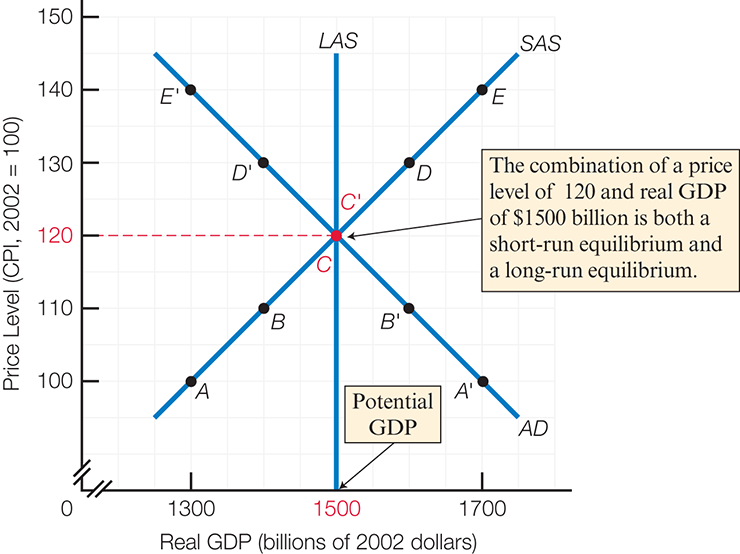 150
LAS
SAS
140
E'
E
130
D'
D
The combination of a price
level of 120 and real GDP
of $1500 billion is both a
short-run equilibrium and
a long-run equilibrium.
C'
120
C
110
B
B'
100
A
A'
Potential
GDP
AD
Price Level (CPI, 2002 = 100)
0
1300
1500
1700
Real GDP (billions of 2002 dollars)